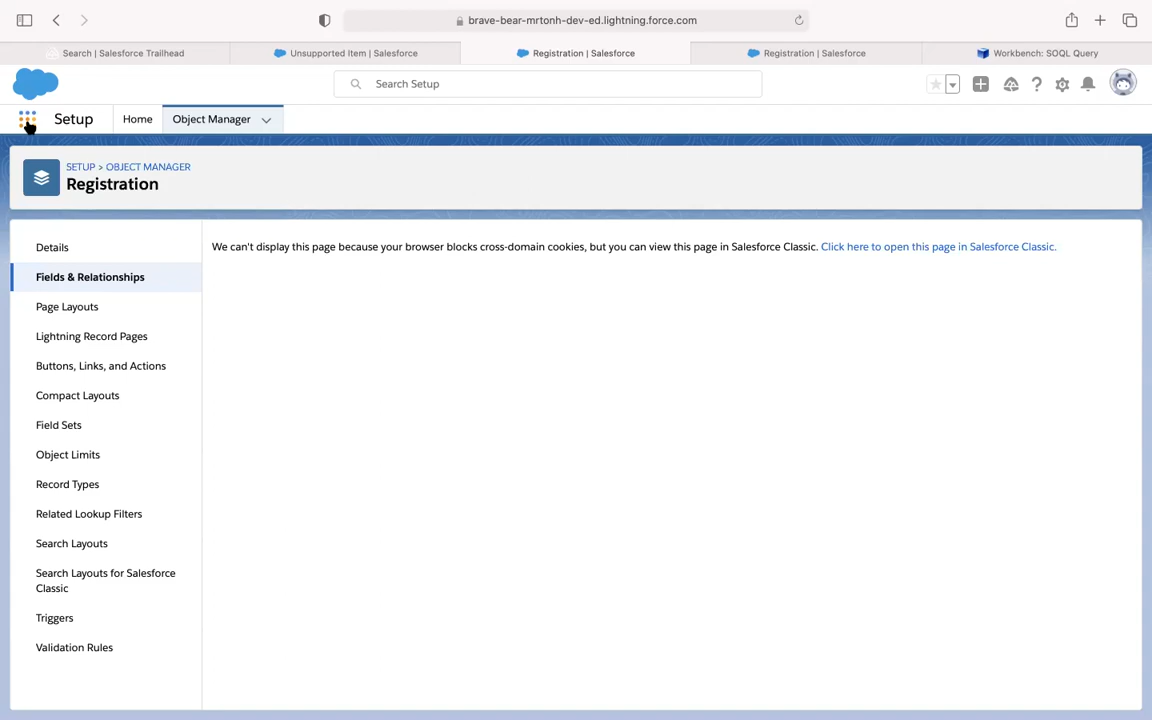 brave-bear-mrtonh-dev-ed.lightning.force.com
Search | Salesforce Trailhead
Unsupported Item | Salesforce
Registration | Salesforce
Registration | Salesforce
Workbench: SOQL Query
Search Setup
Setup
Home
Object Manager
SETUP > OBJECT MANAGER
Registration
Details
Fields & Relationships
Page Layouts
Lightning Record Pages
Buttons, Links, and Actions
Compact Layouts
Field Sets
Object Limits
Record Types
Related Lookup Filters
Search Layouts
Search Layouts for Salesforce
Classic
Triggers
Validation Rules
We can't display this page because your browser blocks cross-domain cookies, but you can view this page in Salesforce Classic. Click here to open this page in Salesforce Classic.